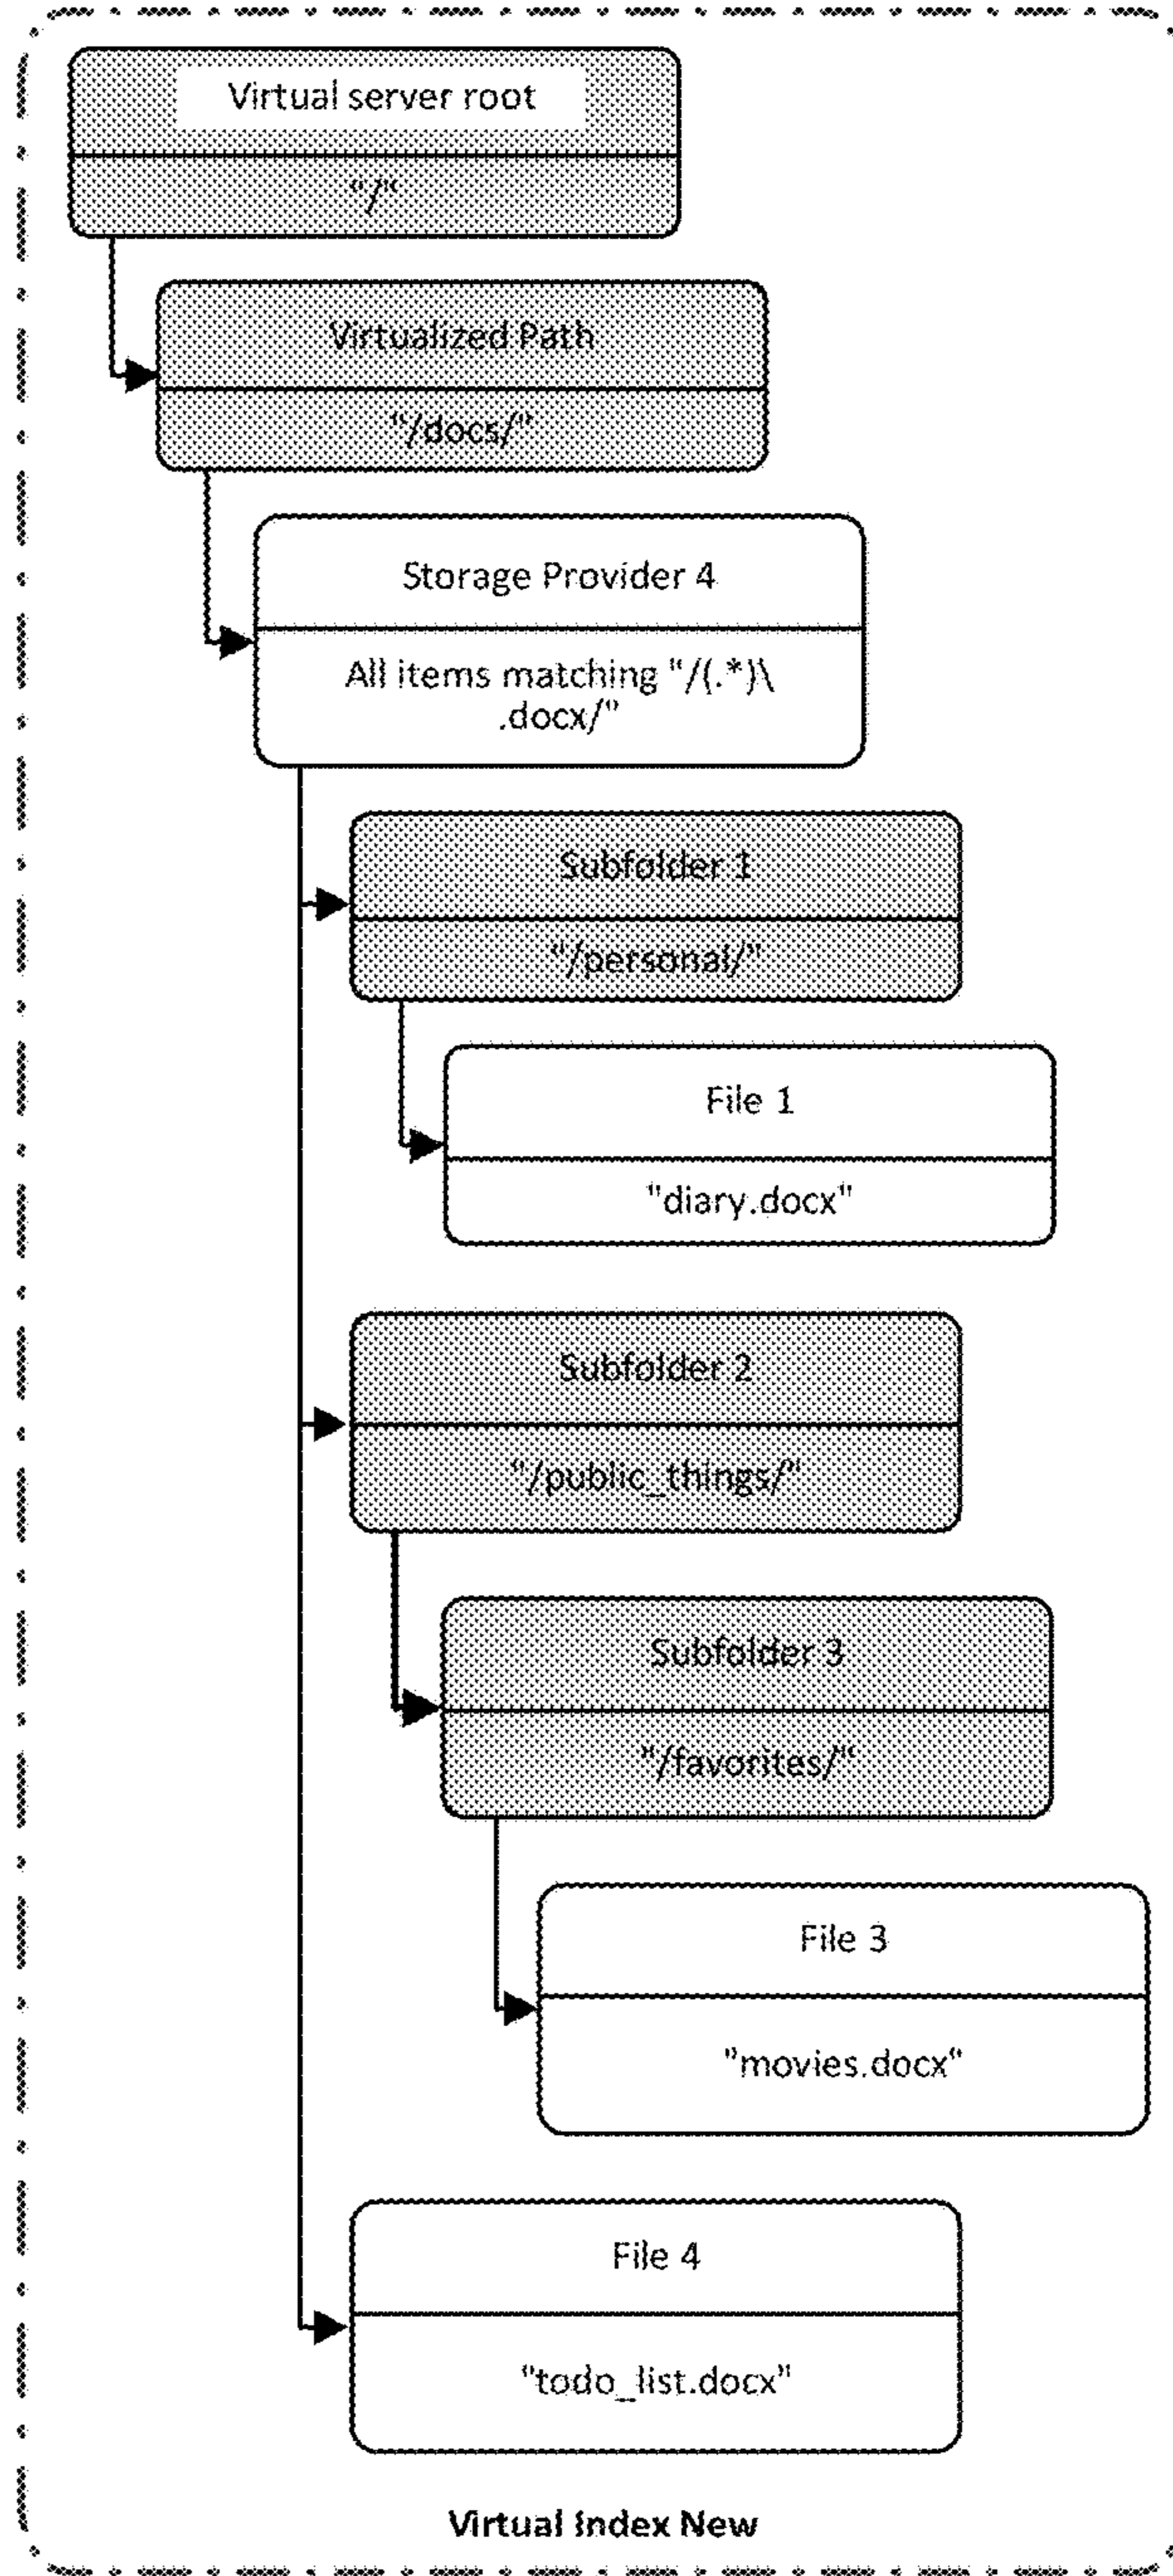 Virtual server root
"/"
Virtualized Path
"/docs/"
Storage Provider 4
All items matching "/(.*)\
.docx/"
Subfolder 1
"/personal/"
File 1
"diary.docx"
Subfolder 2
"/public_things/"
Subfolder 3
"/favorites/"
File 3
"movies.docx"
File 4
"todo_list.docx"
Virtual Index New